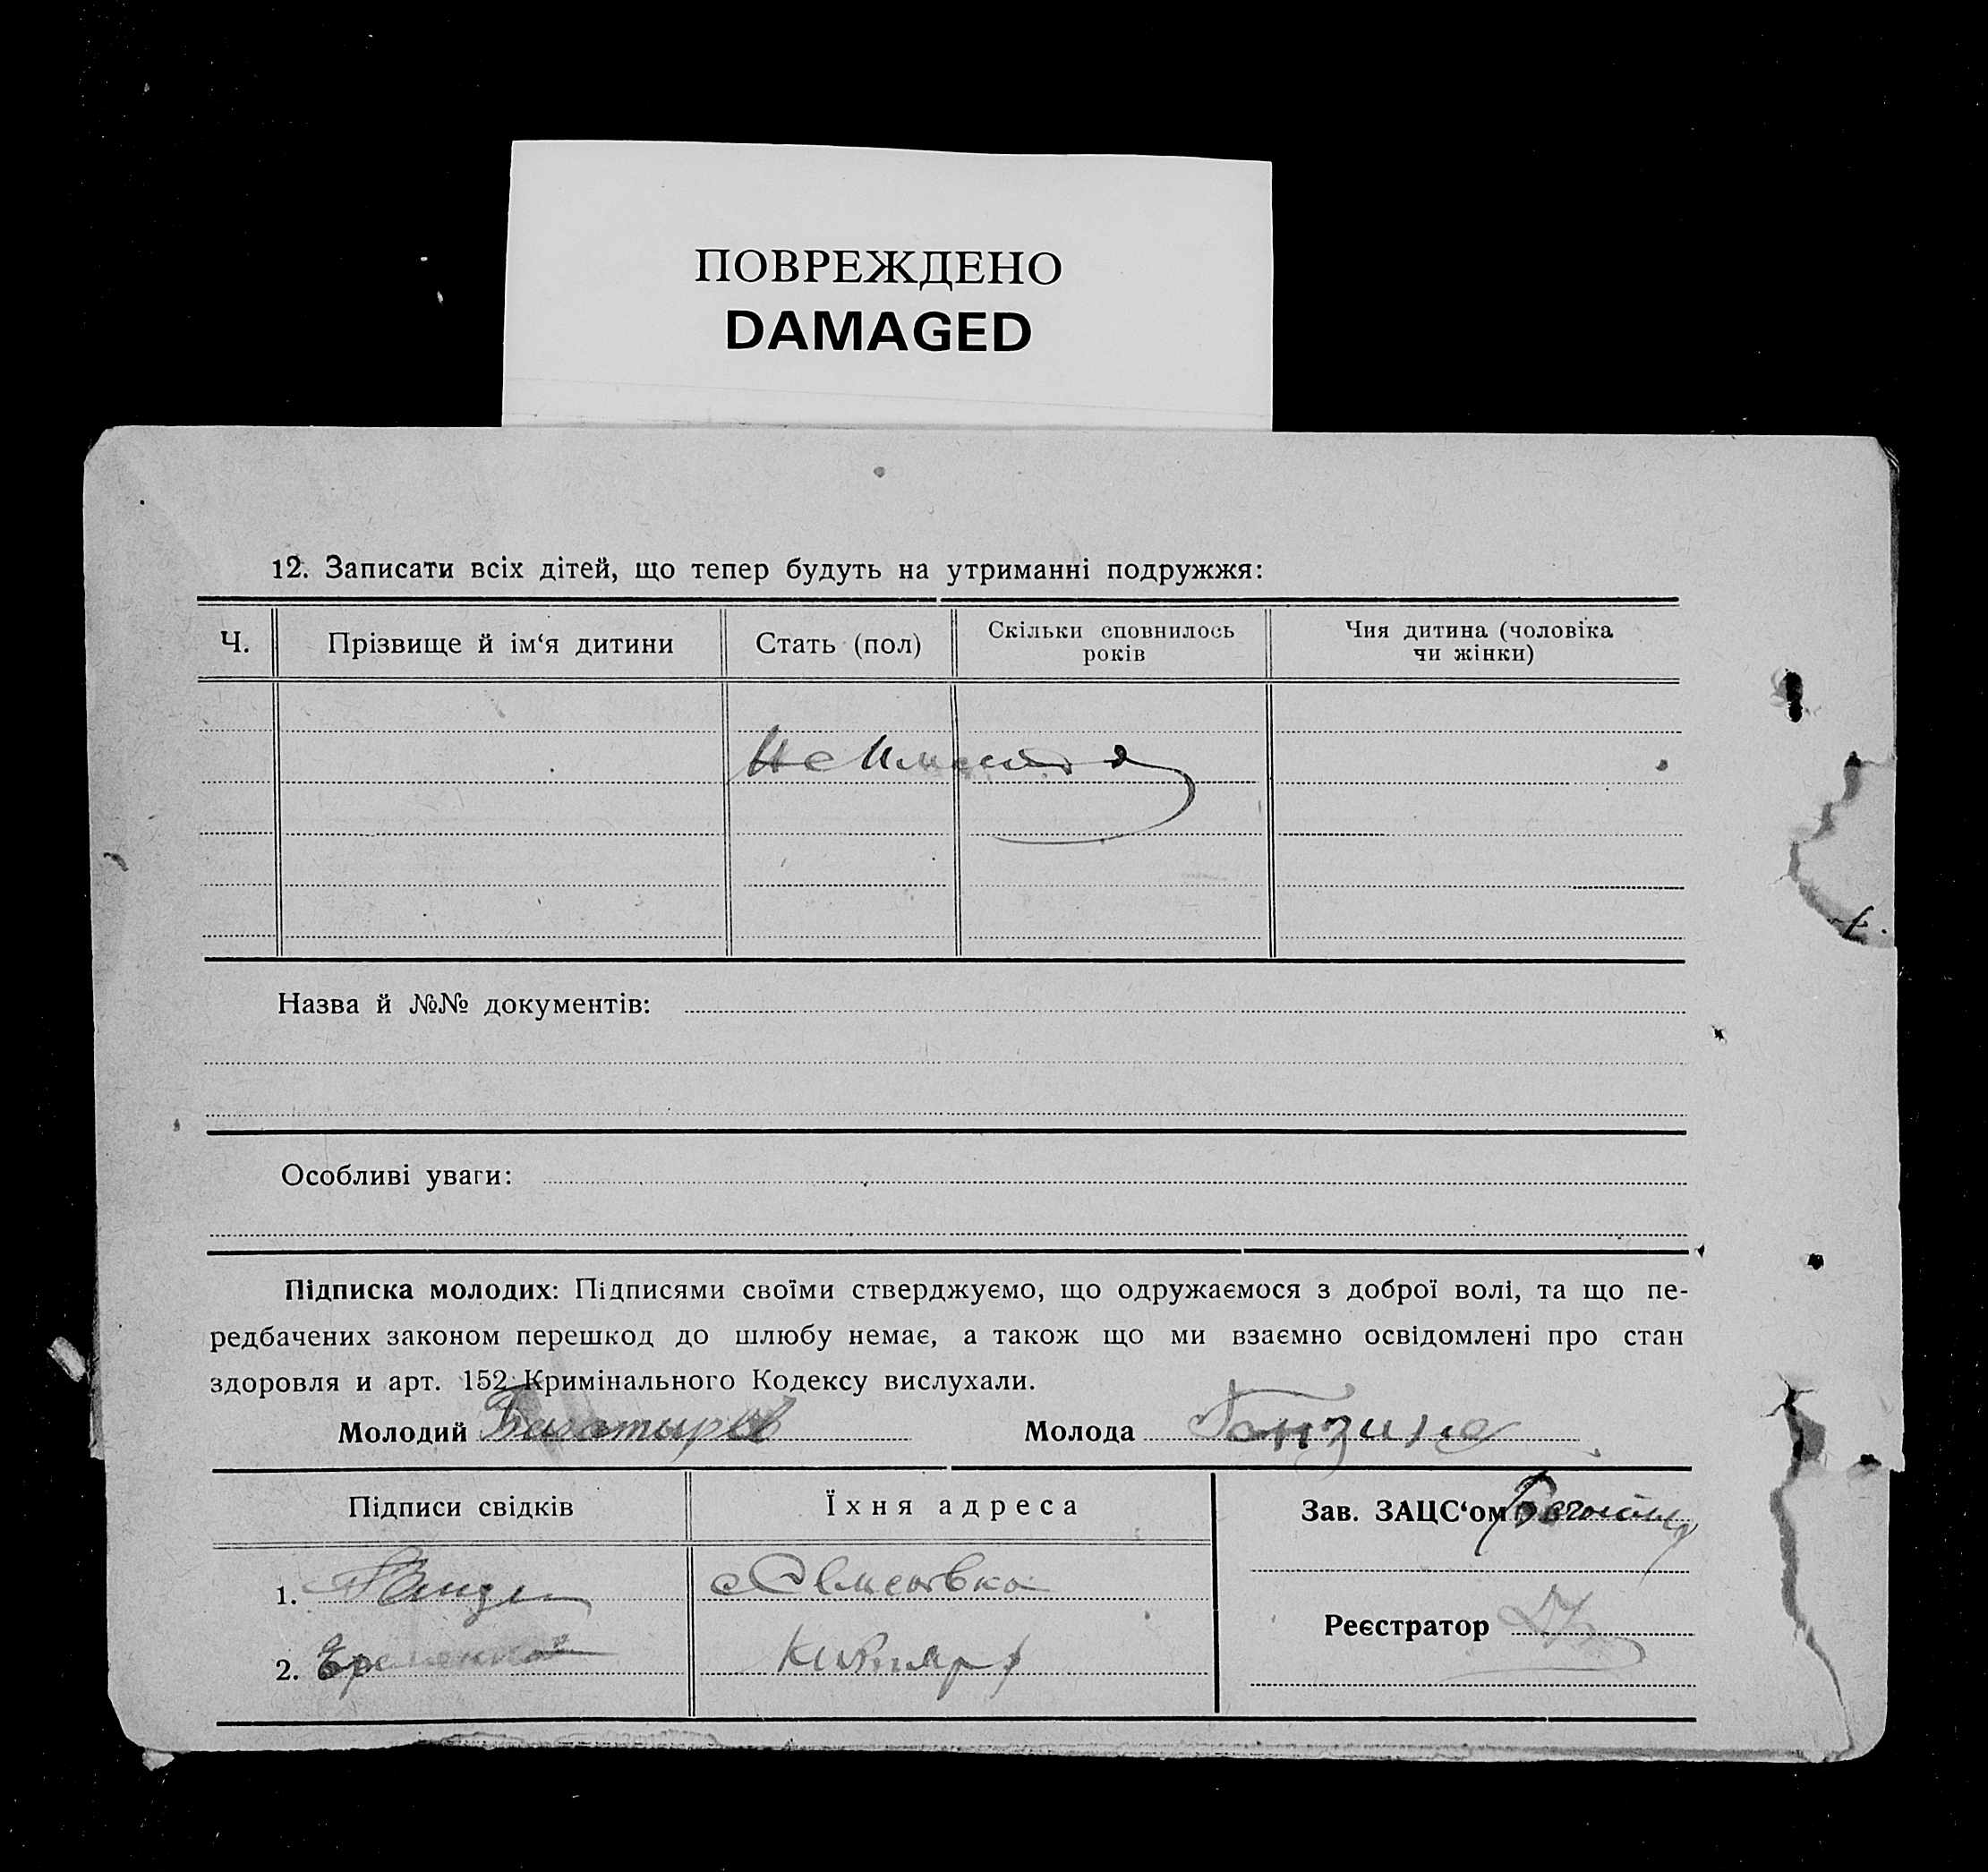 ПОВРЕЖДЕНО
DAMAGED
12. Записати всіх дітей, що тепер будуть на утриманні подружжя:
Ч. Прізвище й ім‘я дитини Стать (пол) Скільки сповнилось років Чия дитина (чоловіка чи жінки)
Не
Назва й №№ документів:
Особливі уваги:
Підписка молодих: Підписями своїми стверджуємо, що одружаємося з доброї волі, та що пе-
редбачених законом перешкод до шлюбу немає, а також що ми взаємно освідомлені про стан
здоровля и арт. 152 Кримінального Кодексу вислухали.
Молодий Багатырев Молода
Підписи свідків Їхня адреса Зав. ЗАЦС‘ом
1.
Реєстратор
2. Еременко